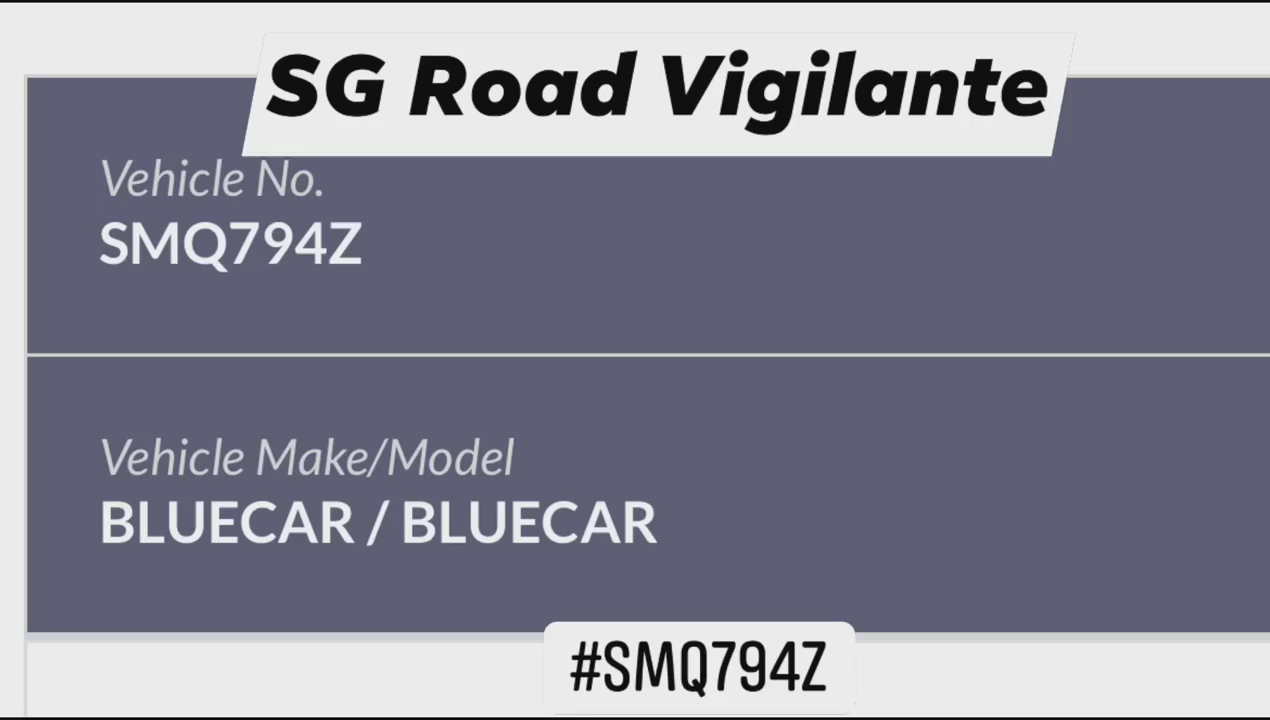 SG Road Vigilante
Vehicle No.
SMQ794Z
Vehicle Make/Model
BLUECAR / BLUECAR
#SMQ794Z